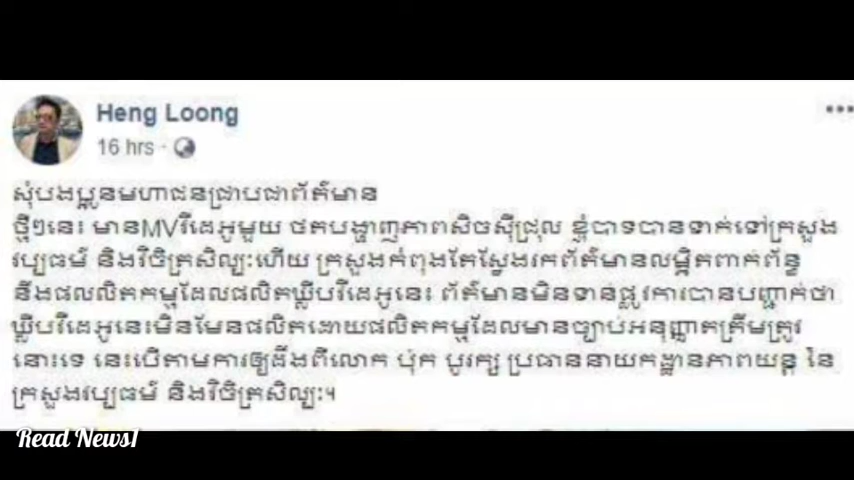 Heng Loong
16 hrs ·
សុំបងប្អូនមហាជនជ្រាបជាព័ត៌មាន
ថ្មីៗនេះ មានMVវីដេអូមួយ ថតបង្ហាញភាពសិចស៊ីជ្រុល ខ្ញុំបាទបានទាក់ទៅក្រសួង
វប្បធម៌ និងវិចិត្រសិល្បៈហើយ ក្រសួងកំពុងតែស្វែងរកព័ត៌មានលម្អិតពាក់ព័ន្ធ
នឹងផលលិតកម្មដែលផលិតឃ្លីបវីដេអូនេះ ព័ត៌មានមិនទាន់ផ្លូវការបានបញ្ជាក់ថា
ឃ្លីបវីដេអូនេះមិនមែនផលិតដោយផលិតកម្មដែលមានច្បាប់អនុញ្ញាតត្រឹមត្រូវ
នោះទេ នេះបើតាមការឲ្យដឹងពីលោក ប៉ុក បូរក្ស ប្រធាននាយកដ្ឋានភាពយន្ត នៃ
ក្រសួងវប្បធម៌ និងវិចិត្រសិល្បៈ។
Read News1